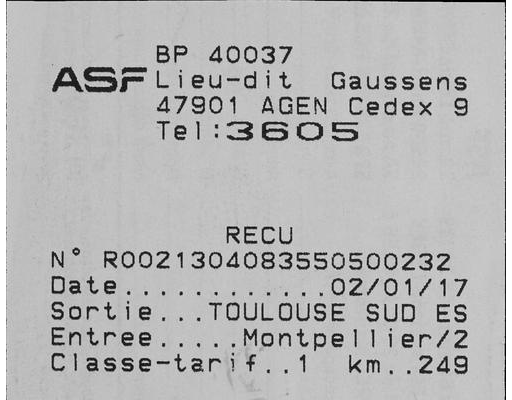 BP 40037
ASF Lieu-dit Gaussens
47901 AGEN Cedex 9
Tel:3605
RECU
N° R0021304083550500232
Date............02/01/17
Sortie...TOULOUSE SUD ES
Entree.....Montpellier/2
Classe-tarif..1 km..249